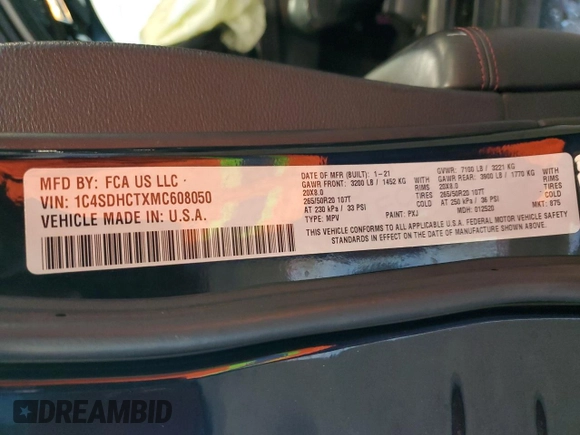 MFD BY: FCA US LLC
VIN: 1C4SDHCTXMC608050
VEHICLE MADE IN: U.S.A.
DATE OF MFR (BUILT): 1-21 GVWR: 7100 LB / 3221 KG
GAWR FRONT: 3200 LB / 1452 KG WITH GAWR REAR: 3900 LB / 1770 KG WITH
20X8.0 RIMS 20X8.0 RIMS
265/50R20 107T TIRES 265/50R20 107T TIRES
AT 230 kPa / 33 PSI COLD AT 250 kPa / 36 PSI COLD
TYPE: MPV PAINT: PXJ MDH: 012520 MKT: 875
THIS VEHICLE CONFORMS TO ALL APPLICABLE U.S.A. FEDERAL MOTOR VEHICLE
SAFETY STANDARDS IN EFFECT ON THE DATE OF MANUFACTURE SHOWN ABOVE.
DREAMBID